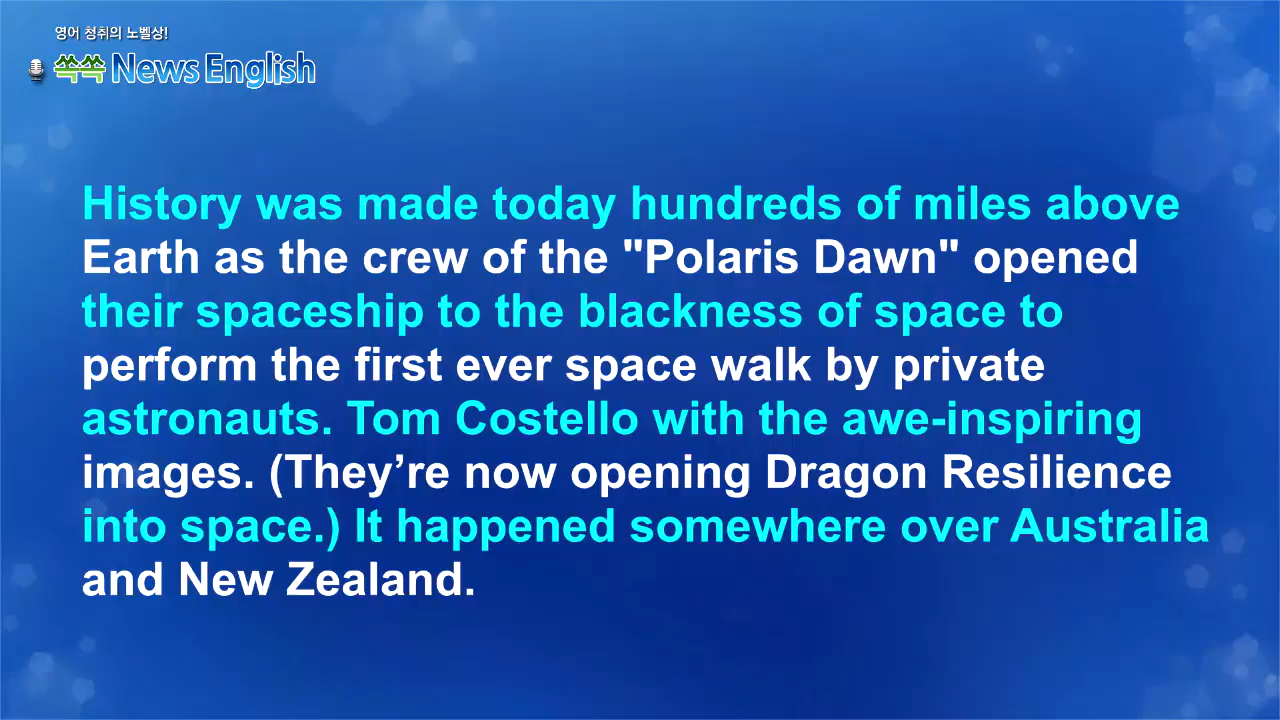 영어 청취의 노벨상!
쏙쏙 News English
History was made today hundreds of miles above
Earth as the crew of the "Polaris Dawn" opened
their spaceship to the blackness of space to
perform the first ever space walk by private
astronauts. Tom Costello with the awe-inspiring
images. (They’re now opening Dragon Resilience
into space.) It happened somewhere over Australia
and New Zealand.